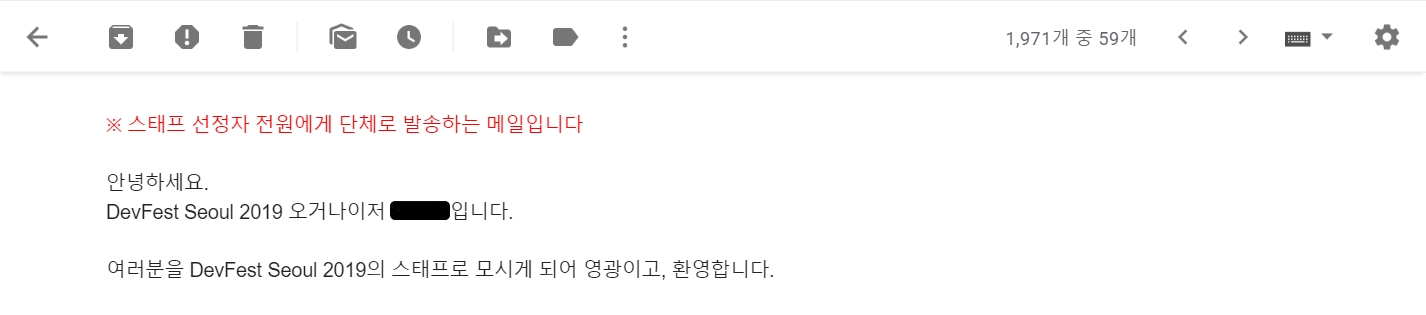 1,971개 중 59개
※ 스태프 선정자 전원에게 단체로 발송하는 메일입니다
안녕하세요.
DevFest Seoul 2019 오거나이저 입니다.
여러분을 DevFest Seoul 2019의 스태프로 모시게 되어 영광이고, 환영합니다.